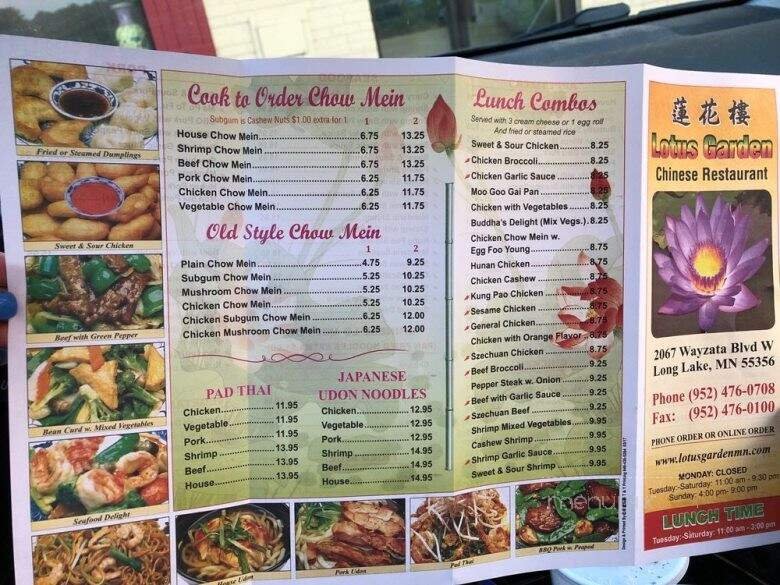 Cook to Order Chow Mein
Subgum is Cashew Nuts $1.00 extra for 1
1 2
House Chow Mein 6.75 13.25
Shrimp Chow Mein 6.75 13.25
Beef Chow Mein 6.75 13.25
Pork Chow Mein 6.25 11.75
Chicken Chow Mein 6.25 11.75
Vegetable Chow Mein 6.25 11.75
Old Style Chow Mein
1 2
Plain Chow Mein 4.75 9.25
Subgum Chow Mein 5.25 10.25
Mushroom Chow Mein 5.25 10.25
Chicken Chow Mein 5.25 10.25
Chicken Subgum Chow Mein 6.25 12.00
Chicken Mushroom Chow Mein 6.25 12.00
PAD THAI
Chicken 11.95
Vegetable 11.95
Pork 11.95
Shrimp 13.95
Beef 13.95
House 13.95
JAPANESE
UDON NOODLES
Chicken 12.95
Vegetable 12.95
Pork 12.95
Shrimp 14.95
Beef 14.95
House 14.95
Lunch Combos
Served with 3 cream cheese or 1 egg roll
And fried or steamed rice
Sweet & Sour Chicken 8.25
Chicken Broccoli 8.25
Chicken Garlic Sauce 8.25
Moo Goo Gai Pan 8.25
Chicken with Vegetables 8.25
Buddha's Delight (Mix Vegs.) 8.25
Chicken Chow Mein w.
Egg Foo Young 8.75
Hunan Chicken 8.75
Chicken Cashew 8.75
Kung Pao Chicken 8.75
Sesame Chicken 8.75
General Chicken 8.75
Chicken with Orange Flavor 8.75
Szechuan Chicken 8.75
Beef Broccoli 9.25
Pepper Steak w. Onion 9.25
Beef with Garlic Sauce 9.25
Szechuan Beef 9.25
Shrimp Mixed Vegetables 9.95
Cashew Shrimp 9.95
Shrimp Garlic Sauce 9.95
Sweet & Sour Shrimp 9.95
蓮花樓
Lotus Garden
Chinese Restaurant
2067 Wayzata Blvd W
Long Lake, MN 55356
Phone (952) 476-0708
Fax: (952) 476-0100
PHONE ORDER OR ONLINE ORDER
www.lotusgardenmn.com
MONDAY: CLOSED
Tuesday-Saturday: 11:00 am - 9:30 pm
Sunday: 4:00 pm- 9:00 pm
LUNCH TIME
Tuesday-Saturday: 11:00 am - 3:00 pm
Fried or Steamed Dumplings
Sweet & Sour Chicken
Beef with Green Pepper
Bean Curd w. Mixed Vegetables
Seafood Delight
House Udon
Pork Udon
Pad Thai
BBQ Pork w. Peapod
menu